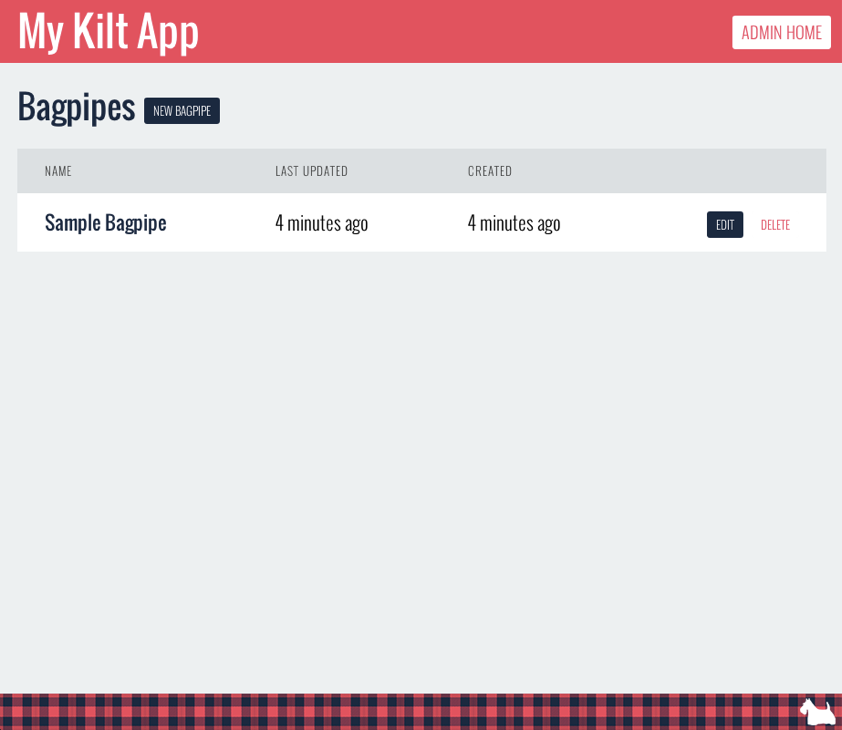 My Kilt App
ADMIN HOME
Bagpipes NEW BAGPIPE
NAME LAST UPDATED CREATED
Sample Bagpipe 4 minutes ago 4 minutes ago EDIT DELETE